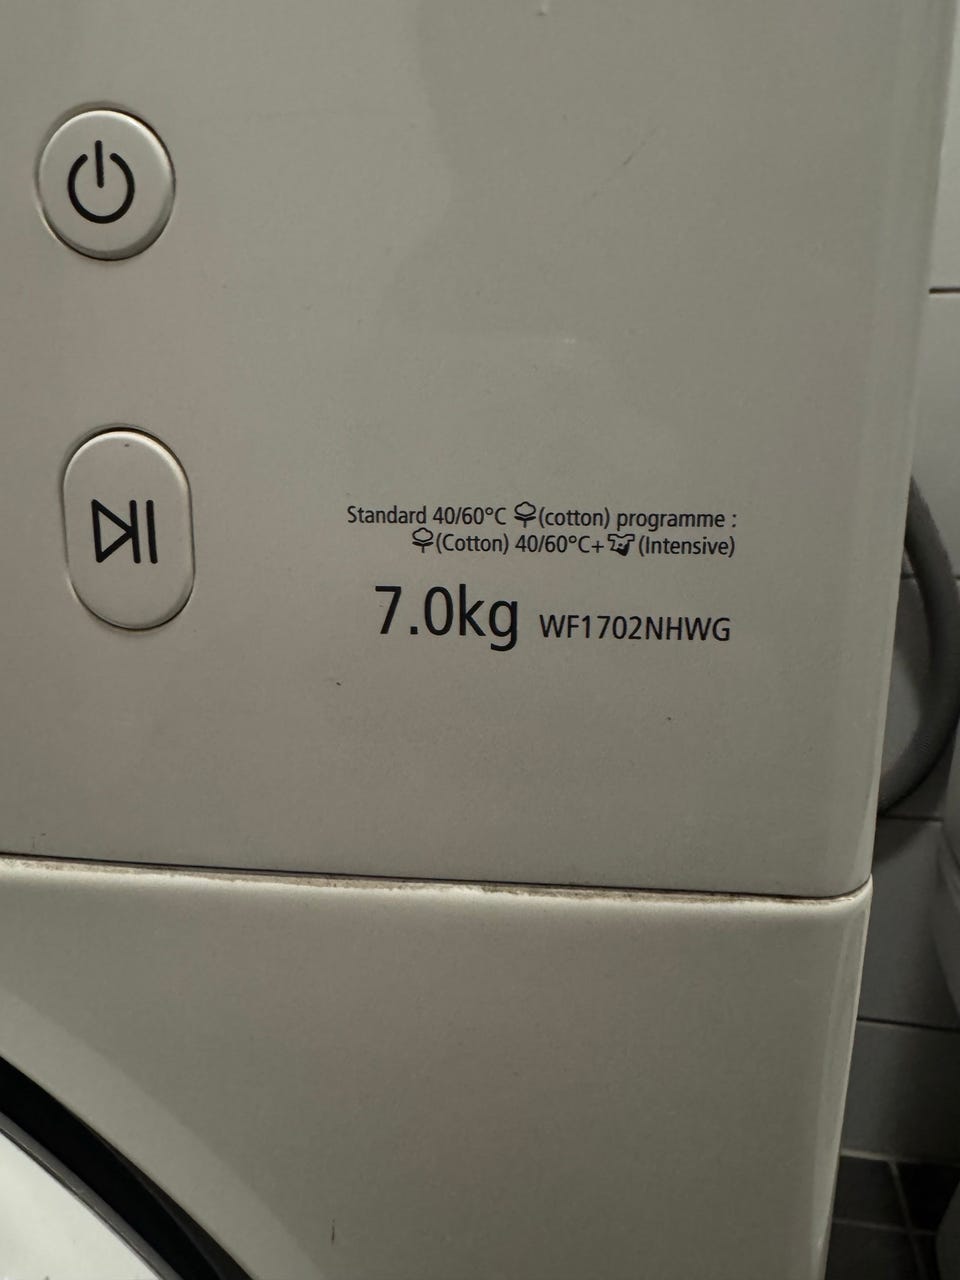 Standard 40/60°C (cotton) programme :
(Cotton) 40/60°C+ (Intensive)
7.0kg WF1702NHWG